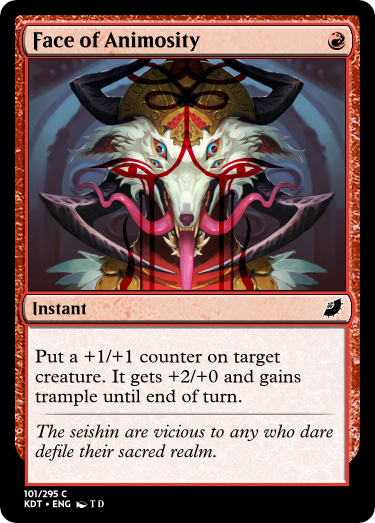 Face of Animosity
Instant
Put a +1/+1 counter on target
creature. It gets +2/+0 and gains
trample until end of turn.
The seishin are vicious to any who dare
defile their sacred realm.
101/295 C
KDT • ENG TD